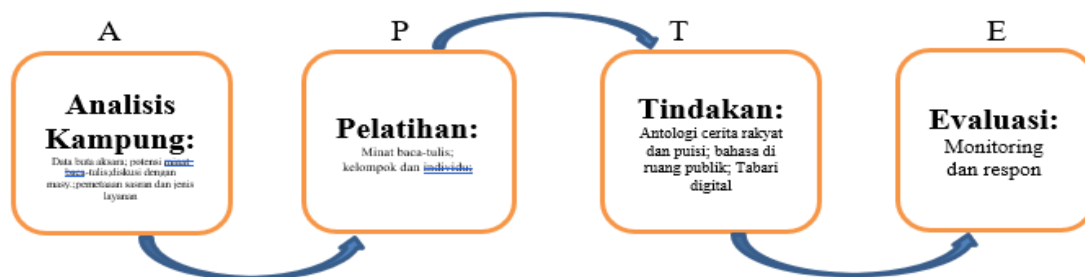 A
P
T
E
Analisis
Kampung:
Data buta aksara; potensi minat-
baca-tulis;diskusi dengan
masy.;pemetaaan sasran dan jenis
layanan
Pelatihan:
Minat baca-tulis;
kelompok dan individu;
Tindakan:
Antologi cerita rakyat
dan puisi; bahasa di
ruang publik; Tabari
digital
Evaluasi:
Monitoring
dan respon